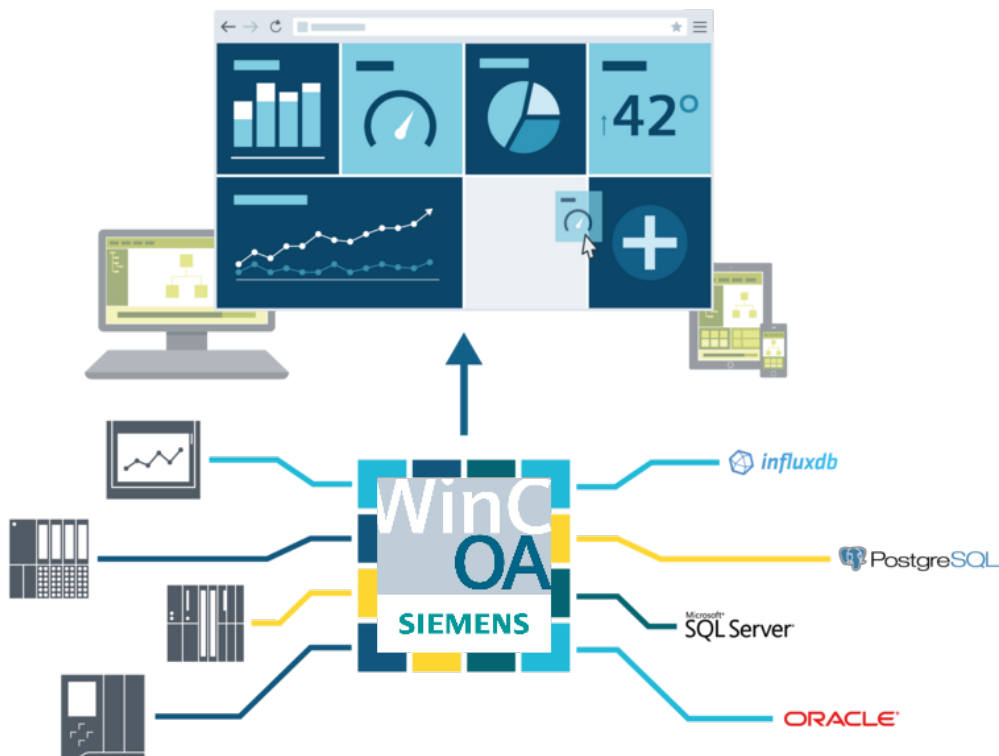 42°
WinC
OA
SIEMENS
influxdb
PostgreSQL
Microsoft®
SQL Server®
ORACLE®